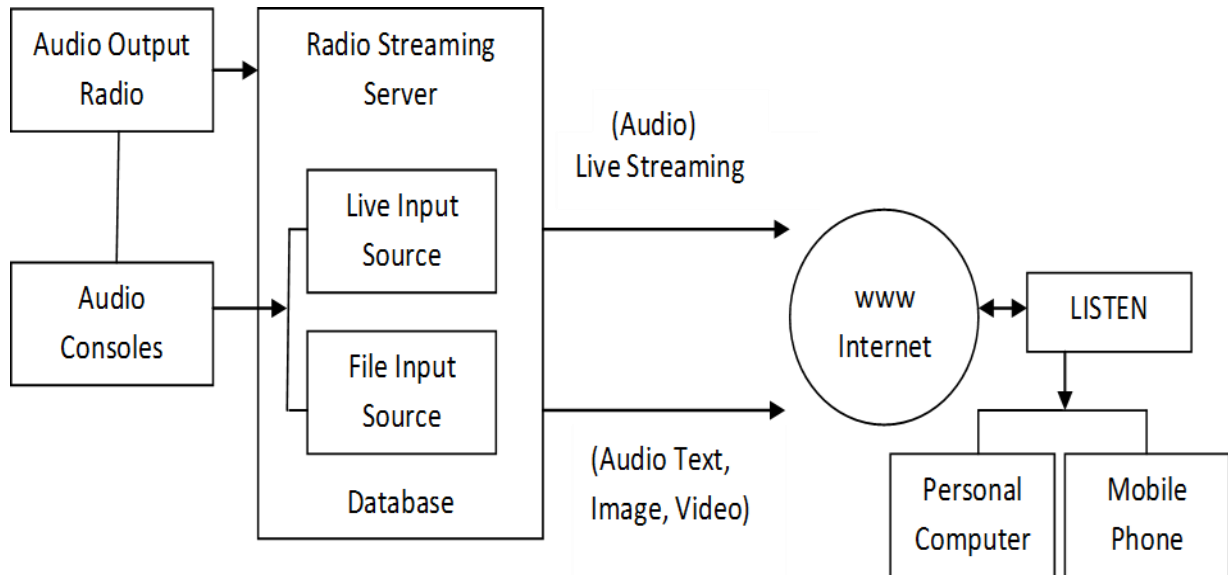 Audio Output
Radio
Radio Streaming
Server
(Audio)
Live Streaming
Live Input
Source
Audio
Consoles
www
Internet
LISTEN
File Input
Source
(Audio Text,
Image, Video)
Database
Personal
Computer
Mobile
Phone